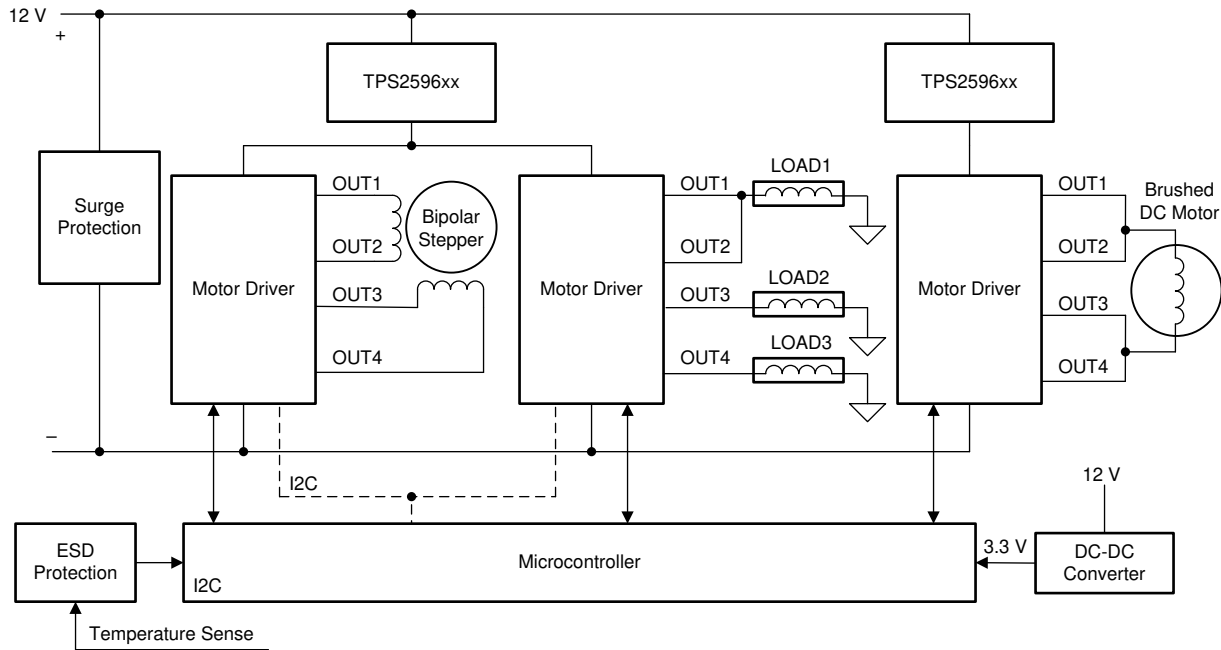 12 V
+
TPS2596xx
TPS2596xx
Surge
Protection
Motor Driver
OUT1
OUT2
OUT3
OUT4
Bipolar
Stepper
Motor Driver
OUT1
OUT2
OUT3
OUT4
LOAD1
LOAD2
LOAD3
Motor Driver
OUT1
OUT2
OUT3
OUT4
Brushed
DC Motor
–
I2C
12 V
ESD
Protection
Microcontroller
I2C
3.3 V
DC-DC
Converter
Temperature Sense